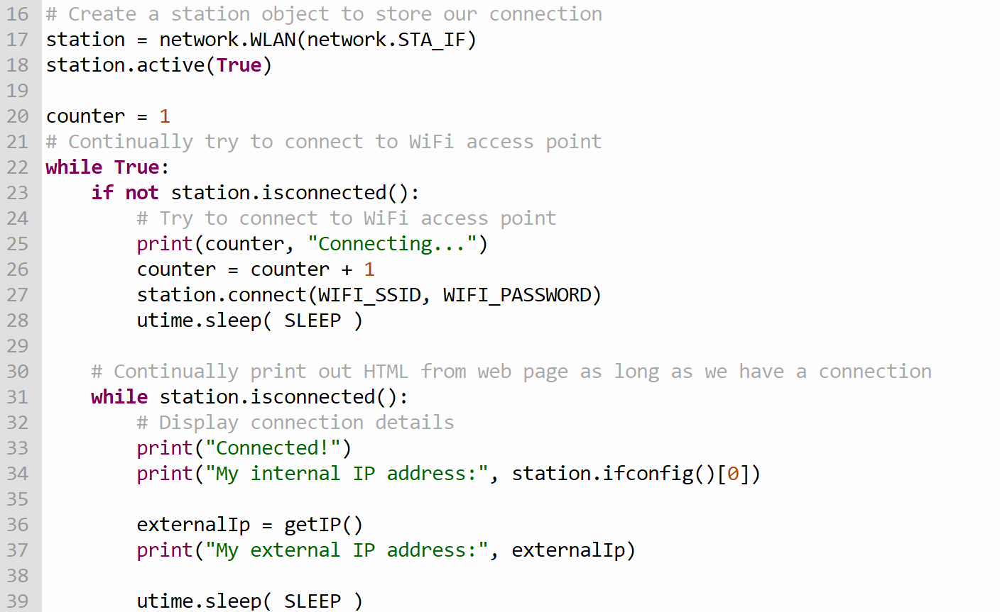 16 # Create a station object to store our connection
17 station = network.WLAN(network.STA_IF)
18 station.active(True)
19
20 counter = 1
21 # Continually try to connect to WiFi access point
22 while True:
23     if not station.isconnected():
24         # Try to connect to WiFi access point
25         print(counter, "Connecting...")
26         counter = counter + 1
27         station.connect(WIFI_SSID, WIFI_PASSWORD)
28         utime.sleep( SLEEP )
29
30     # Continually print out HTML from web page as long as we have a connection
31     while station.isconnected():
32         # Display connection details
33         print("Connected!")
34         print("My internal IP address:", station.ifconfig()[0])
35
36         externalIp = getIP()
37         print("My external IP address:", externalIp)
38
39         utime.sleep( SLEEP )